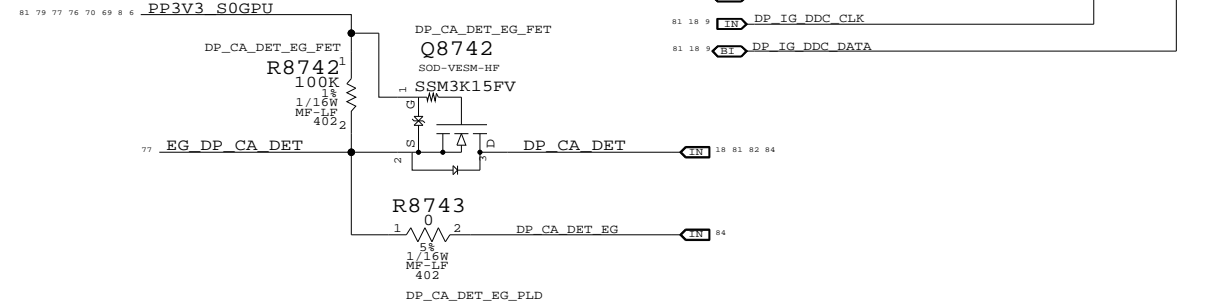 81 79 77 76 70 69 8 6 PP3V3_S0GPU
81 18 9 IN DP_IG_DDC_CLK
81 18 9 BI DP_IG_DDC_DATA
DP_CA_DET_EG_FET
Q8742
SOD-VESM-HF
SSM3K15FV
1
G
S
2
D
3
DP_CA_DET_EG_FET
R8742
1
100K
1%
1/16W
MF-LF
402
2
77 EG_DP_CA_DET
DP_CA_DET IN 18 81 82 84
R8743
0
1 2
5%
1/16W
MF-LF
402
DP_CA_DET_EG IN 84
DP_CA_DET_EG_PLD